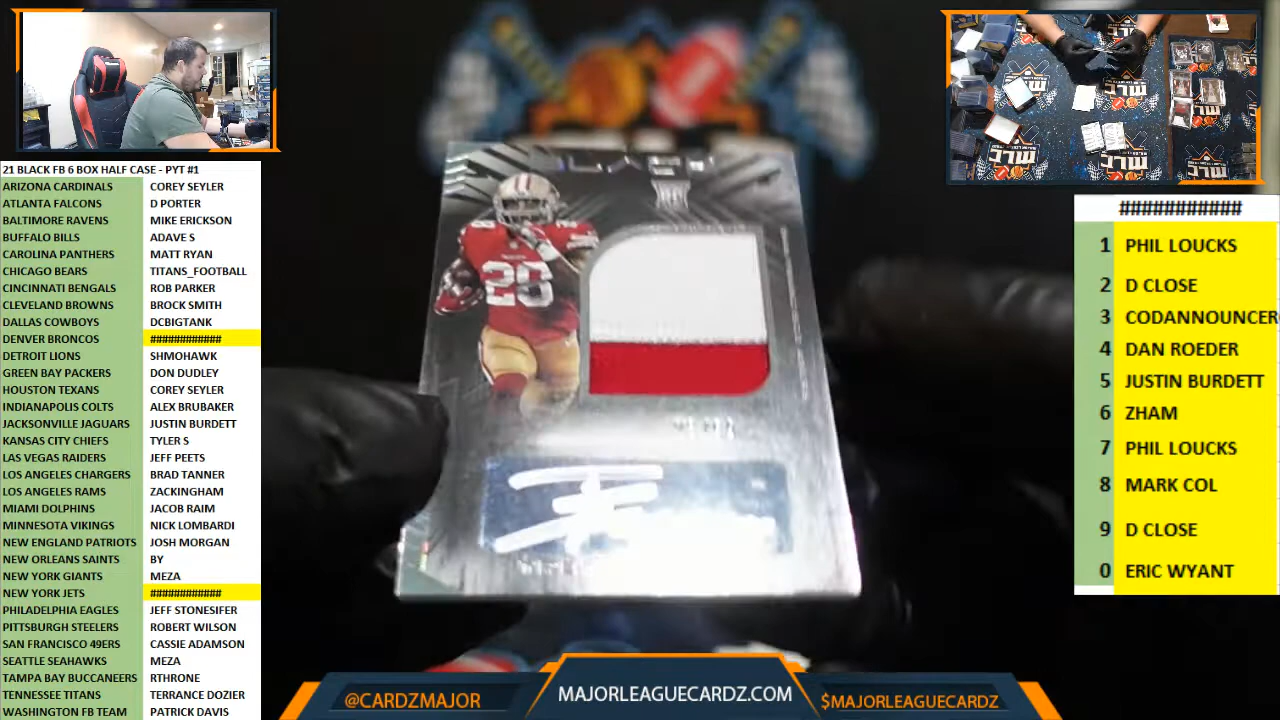 21 BLACK FB 6 BOX HALF CASE - PYT #1
ARIZONA CARDINALS COREY SEYLER
ATLANTA FALCONS D PORTER
BALTIMORE RAVENS MIKE ERICKSON
BUFFALO BILLS ADAVE S
CAROLINA PANTHERS MATT RYAN
CHICAGO BEARS TITANS_FOOTBALL
CINCINNATI BENGALS ROB PARKER
CLEVELAND BROWNS BROCK SMITH
DALLAS COWBOYS DCBIGTANK
DENVER BRONCOS ############
DETROIT LIONS SHMOHAWK
GREEN BAY PACKERS DON DUDLEY
HOUSTON TEXANS COREY SEYLER
INDIANAPOLIS COLTS ALEX BRUBAKER
JACKSONVILLE JAGUARS JUSTIN BURDETT
KANSAS CITY CHIEFS TYLER S
LAS VEGAS RAIDERS JEFF PEETS
LOS ANGELES CHARGERS BRAD TANNER
LOS ANGELES RAMS ZACKINGHAM
MIAMI DOLPHINS JACOB RAIM
MINNESOTA VIKINGS NICK LOMBARDI
NEW ENGLAND PATRIOTS JOSH MORGAN
NEW ORLEANS SAINTS BY
NEW YORK GIANTS MEZA
NEW YORK JETS ############
PHILADELPHIA EAGLES JEFF STONESIFER
PITTSBURGH STEELERS ROBERT WILSON
SAN FRANCISCO 49ERS CASSIE ADAMSON
SEATTLE SEAHAWKS MEZA
TAMPA BAY BUCCANEERS RTHRONE
TENNESSEE TITANS TERRANCE DOZIER
WASHINGTON FB TEAM PATRICK DAVIS
28
MLC
MLC
MLC
MLC
###########
1 PHIL LOUCKS
2 D CLOSE
3 CODANNOUNCER
4 DAN ROEDER
5 JUSTIN BURDETT
6 ZHAM
7 PHIL LOUCKS
8 MARK COL
9 D CLOSE
0 ERIC WYANT
@CARDZMAJOR
MAJORLEAGUECARDZ.COM
$MAJORLEAGUECARDZ